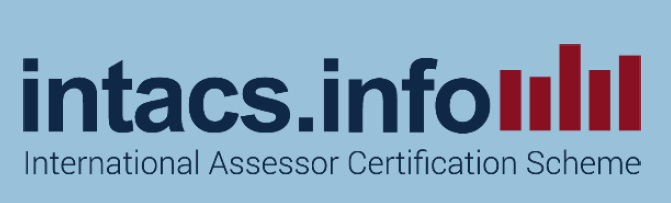 intacs.info
International Assessor Certification Scheme